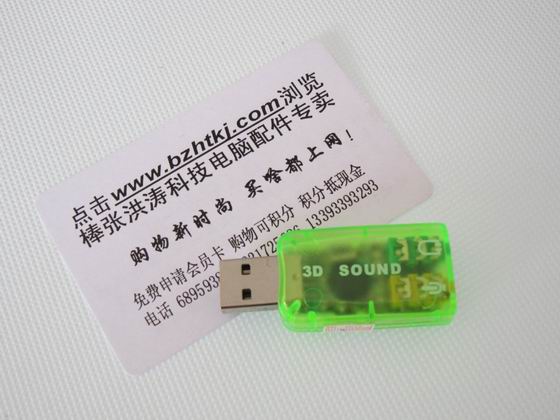 点击www.bzhtkj.com浏览
棒张洪涛科技电脑配件专卖
购物新时尚 买啥都上网！
免费申请会员卡 购物可积分 积分抵现金
电话 13393393293
3D SOUND